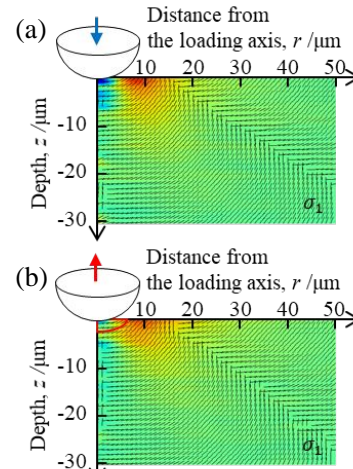 (a)
Distance from
the loading axis, r /μm
10 20 30 40 50
Depth, z /μm
-10
-20
-30
σ1
(b)
Distance from
the loading axis, r /μm
10 20 30 40 50
Depth, z /μm
-10
-20
-30
σ1